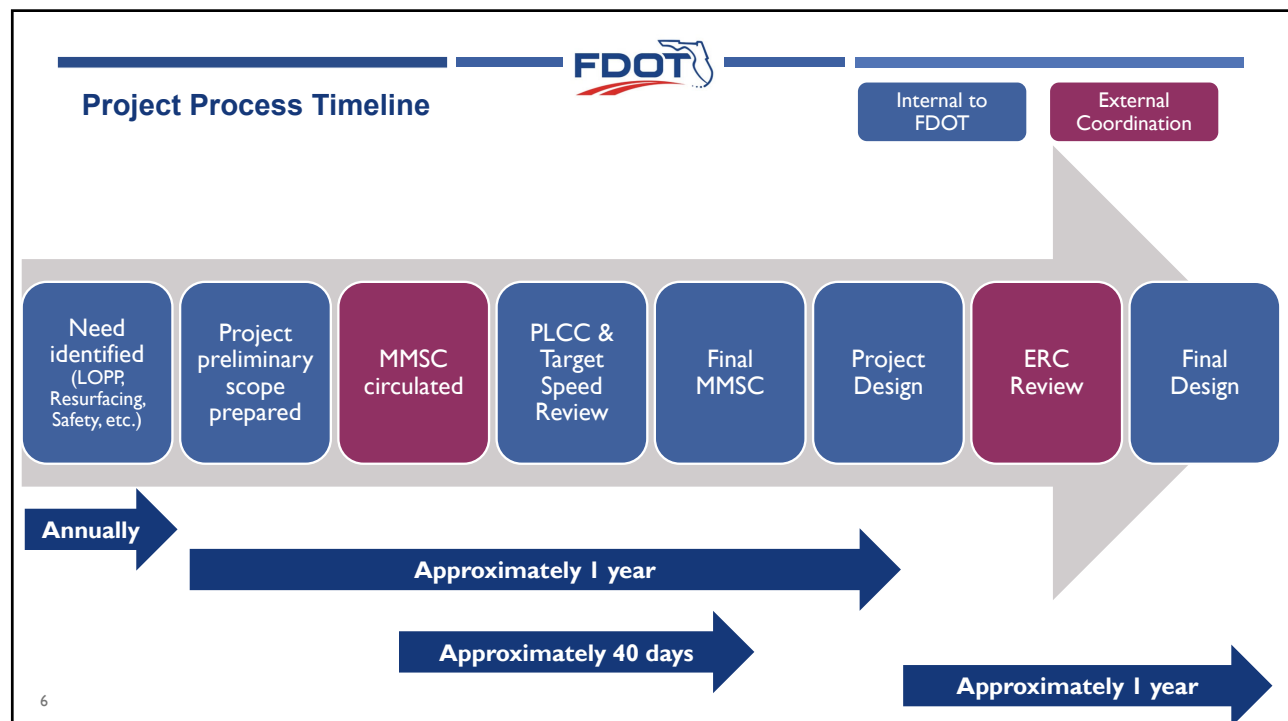 FDOT
Project Process Timeline
Internal to
FDOT
External
Coordination
Need
identified
(LOPP,
Resurfacing,
Safety, etc.)
Project
preliminary
scope
prepared
MMSC
circulated
PLCC &
Target
Speed
Review
Final
MMSC
Project
Design
ERC
Review
Final
Design
Annually
Approximately 1 year
Approximately 40 days
Approximately 1 year
6